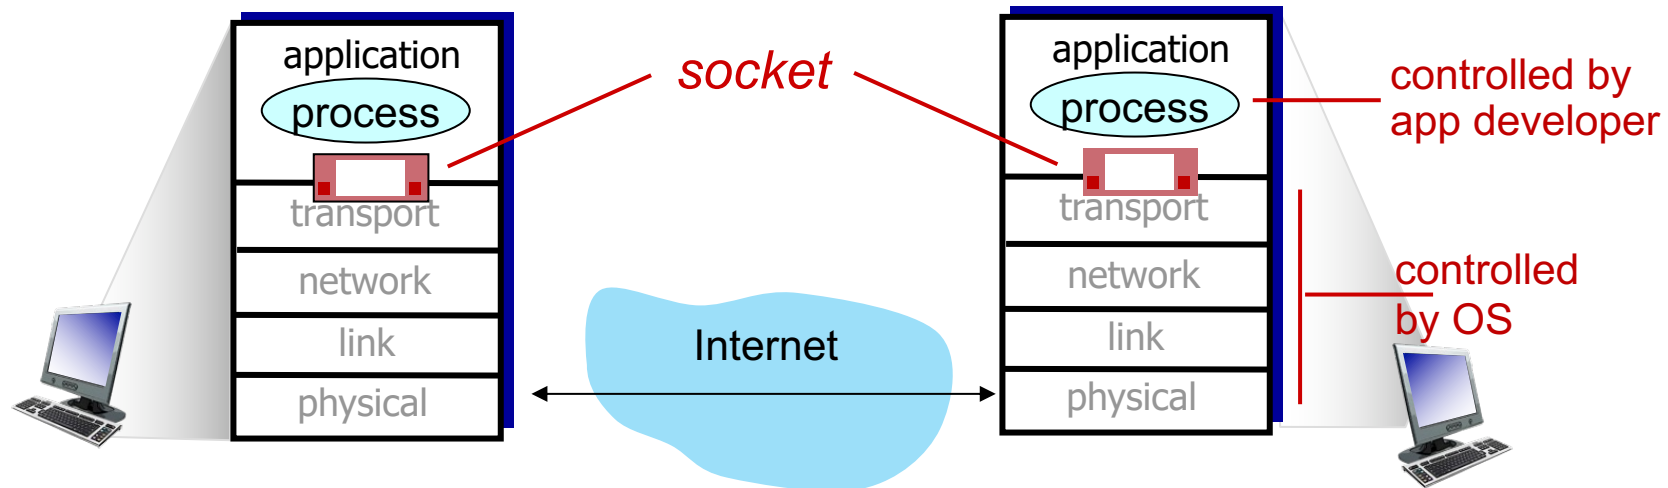 application
process
transport
network
link
physical
socket
Internet
application
process
transport
network
link
physical
controlled by
app developer
controlled
by OS